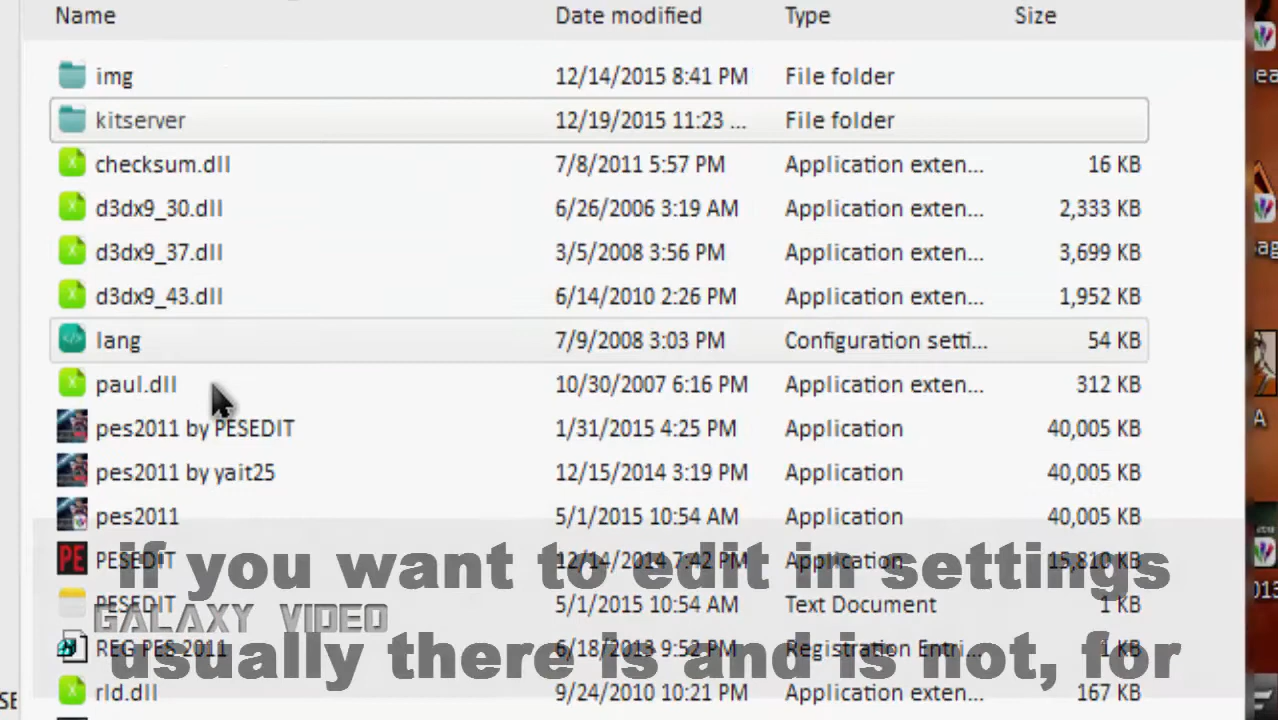 Name Date modified Type Size
img 12/14/2015 8:41 PM File folder
kitserver 12/19/2015 11:23 ... File folder
checksum.dll 7/8/2011 5:57 PM Application exten... 16 KB
d3dx9_30.dll 6/26/2006 3:19 AM Application exten... 2,333 KB
d3dx9_37.dll 3/5/2008 3:56 PM Application exten... 3,699 KB
d3dx9_43.dll 6/14/2010 2:26 PM Application exten... 1,952 KB
lang 7/9/2008 3:03 PM Configuration setti... 54 KB
paul.dll 10/30/2007 6:16 PM Application exten... 312 KB
pes2011 by PESEDIT 1/31/2015 4:25 PM Application 40,005 KB
pes2011 by yait25 12/15/2014 3:19 PM Application 40,005 KB
pes2011 5/1/2015 10:54 AM Application 40,005 KB
PESEDIT 12/14/2014 7:42 PM Application 15,810 KB
if you want to edit in settings
PESEDIT 5/1/2015 10:54 AM Text Document 1 KB
GALAXY VIDEO
REG PES 2011 6/18/2013 9:52 PM Registration Entri... 1 KB
usually there is and is not, for
rld.dll 9/24/2010 10:21 PM Application exten... 167 KB